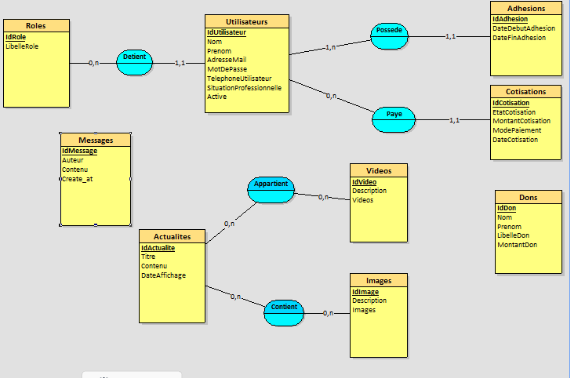 Roles
IdRole
LibelleRole
0,n
Detient
1,1
Utilisateurs
IdUtilisateur
Nom
Prenom
AdresseMail
MotDePasse
TelephoneUtilisateur
SituationProfessionnelle
Active
1,n
Possede
1,1
Adhesions
IdAdhesion
DateDebutAdhesion
DateFinAdhesion
0,n
Paye
1,1
Cotisations
IdCotisation
EtatCotisation
MontantCotisation
ModePaiement
DateCotisation
Messages
IdMessage
Auteur
Contenu
Create_at
Actualites
IdActualite
Titre
Contenu
DateAffichage
0,n
Appartient
0,n
Videos
IdVideo
Description
Videos
0,n
Contient
0,n
Images
IdImage
Description
Images
Dons
IdDon
Nom
Prenom
LibelleDon
MontantDon